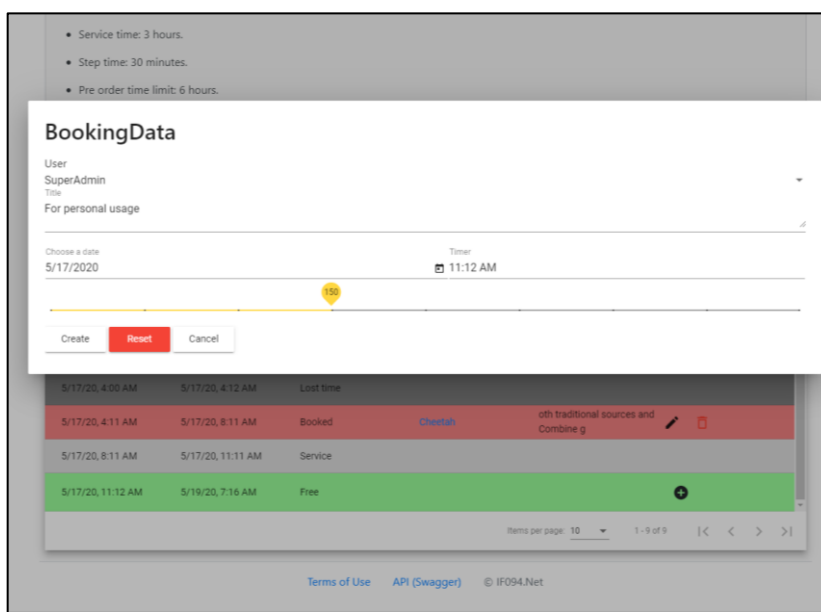 Service time: 3 hours.
Step time: 30 minutes.
Pre order time limit: 6 hours.
BookingData
User
SuperAdmin
Title
For personal usage
Choose a date
Timer
5/17/2020
11:12 AM
150
Create
Reset
Cancel
5/17/20, 4:00 AM 5/17/20, 4:12 AM Lost time
5/17/20, 4:11 AM 5/17/20, 8:11 AM Booked Cheetah oth traditional sources and
Combine g
5/17/20, 8:11 AM 5/17/20, 11:11 AM Service
5/17/20, 11:12 AM 5/19/20, 7:16 AM Free
Items per page: 10 1 - 9 of 9
Terms of Use API (Swagger) © IF094.Net